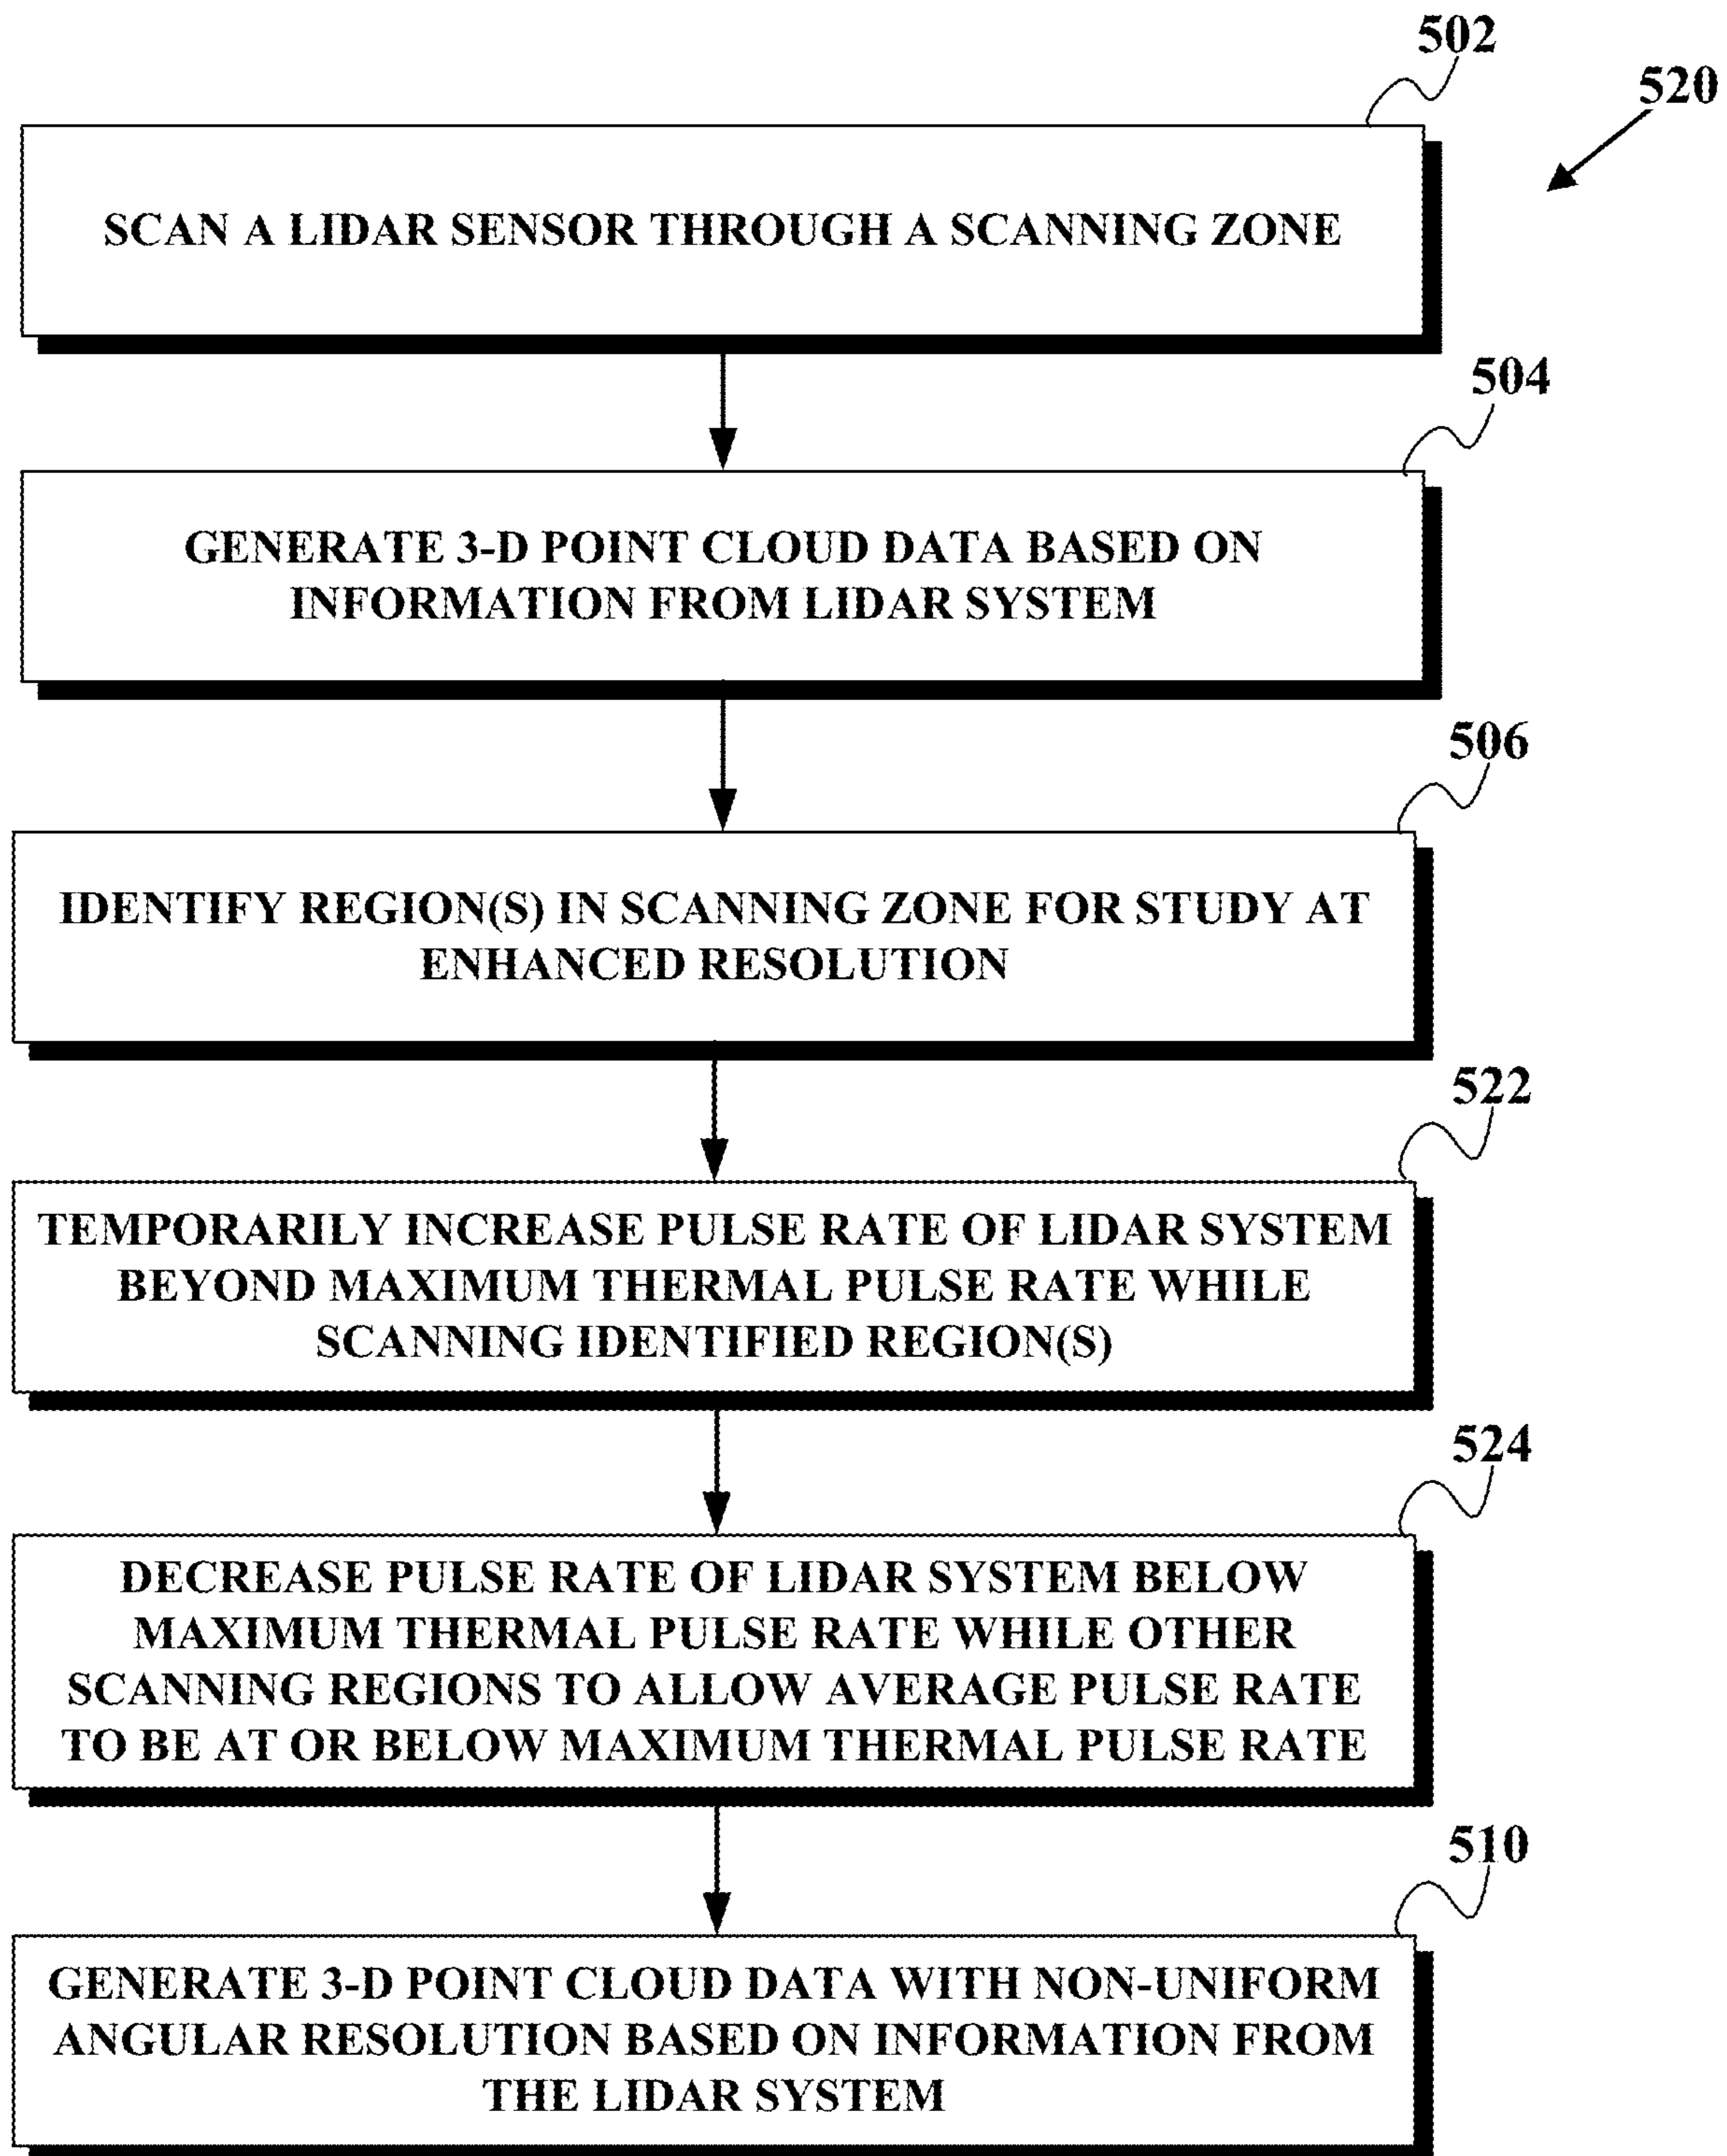 502
520
SCAN A LIDAR SENSOR THROUGH A SCANNING ZONE
504
GENERATE 3-D POINT CLOUD DATA BASED ON
INFORMATION FROM LIDAR SYSTEM
506
IDENTIFY REGION(S) IN SCANNING ZONE FOR STUDY AT
ENHANCED RESOLUTION
522
TEMPORARILY INCREASE PULSE RATE OF LIDAR SYSTEM
BEYOND MAXIMUM THERMAL PULSE RATE WHILE
SCANNING IDENTIFIED REGION(S)
524
DECREASE PULSE RATE OF LIDAR SYSTEM BELOW
MAXIMUM THERMAL PULSE RATE WHILE OTHER
SCANNING REGIONS TO ALLOW AVERAGE PULSE RATE
TO BE AT OR BELOW MAXIMUM THERMAL PULSE RATE
510
GENERATE 3-D POINT CLOUD DATA WITH NON-UNIFORM
ANGULAR RESOLUTION BASED ON INFORMATION FROM
THE LIDAR SYSTEM